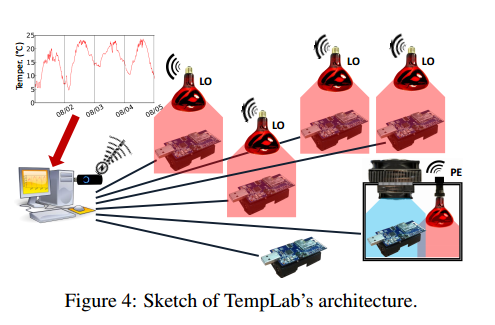 25
20
15
10
5
0
Temper. (°C)
08/02
08/03
08/04
08/05
LO
LO
LO
LO
PE
Figure 4: Sketch of TempLab's architecture.